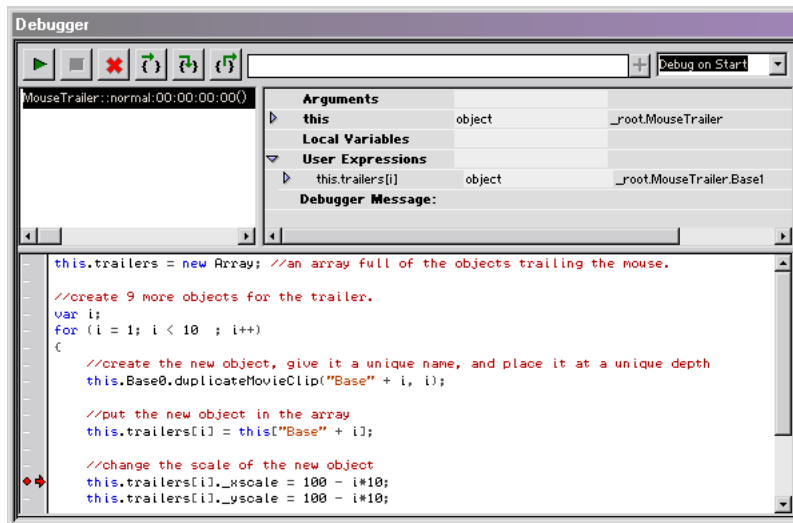 Debugger
Debug on Start
MouseTrailer::normal:00:00:00:00()
Arguments
this object _root.MouseTrailer
Local Variables
User Expressions
this.trailers[i] object _root.MouseTrailer.Base1
Debugger Message:
this.trailers = new Array; //an array full of the objects trailing the mouse.
//create 9 more objects for the trailer.
var i;
for (i = 1; i < 10 ; i++)
{
//create the new object, give it a unique name, and place it at a unique depth
this.Base0.duplicateMovieClip("Base" + i, i);
//put the new object in the array
this.trailers[i] = this["Base" + i];
//change the scale of the new object
this.trailers[i]._xscale = 100 - i*10;
this.trailers[i]._yscale = 100 - i*10;